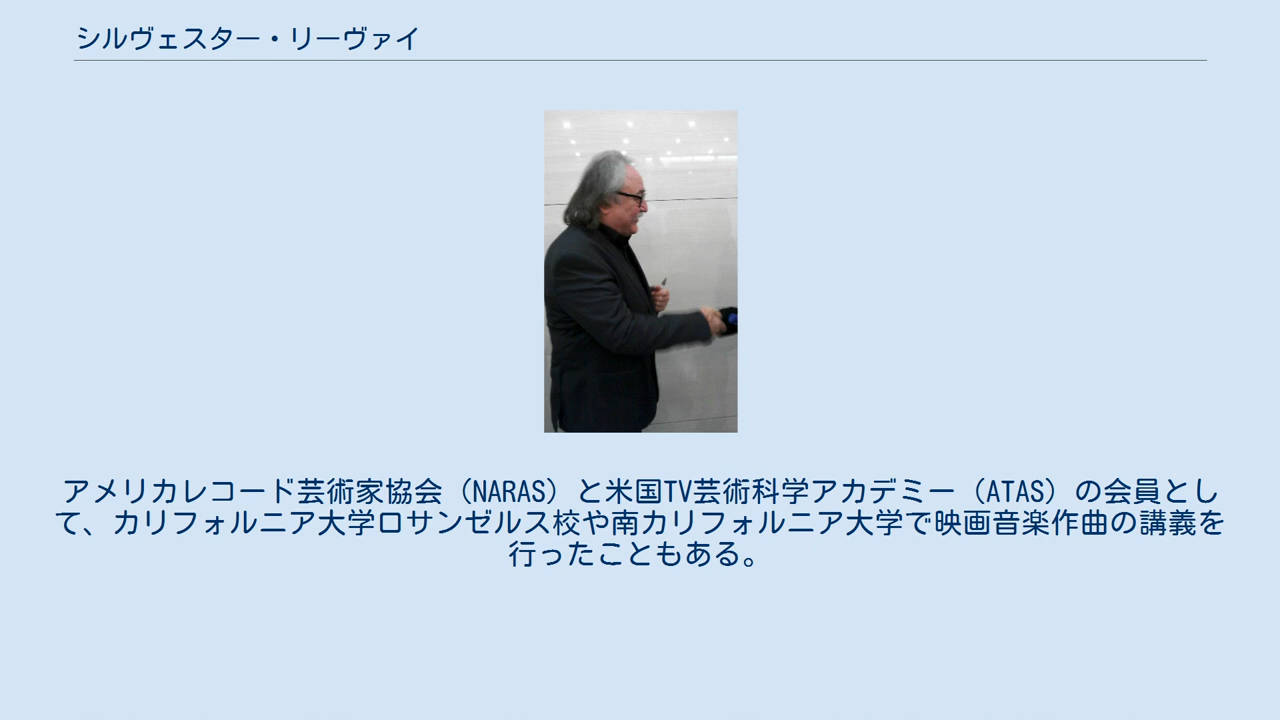 シルヴェスター・リーヴァイ
アメリカレコード芸術家協会（NARAS）と米国TV芸術科学アカデミー（ATAS）の会員とし
て、カリフォルニア大学ロサンゼルス校や南カリフォルニア大学で映画音楽作曲の講義を
行ったこともある。